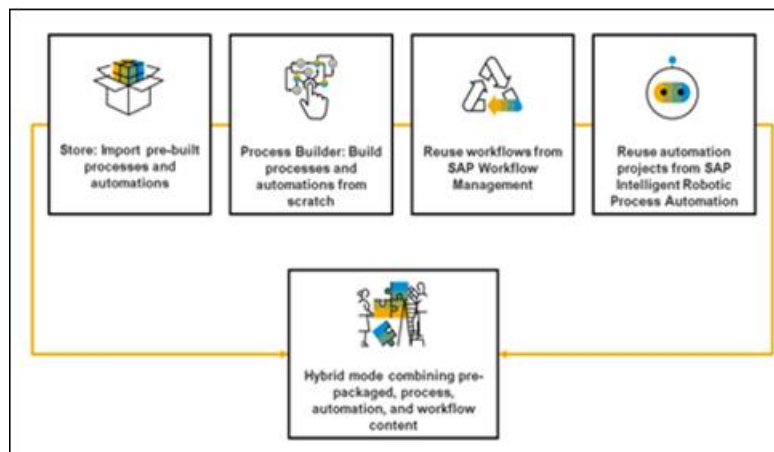 Store: Import pre-built
processes and
automations
Process Builder: Build
processes and
automations from
scratch
Reuse workflows from
SAP Workflow
Management
Reuse automation
projects from SAP
Intelligent Robotic
Process Automation
Hybrid mode combining pre-
packaged, process,
automation, and workflow
content